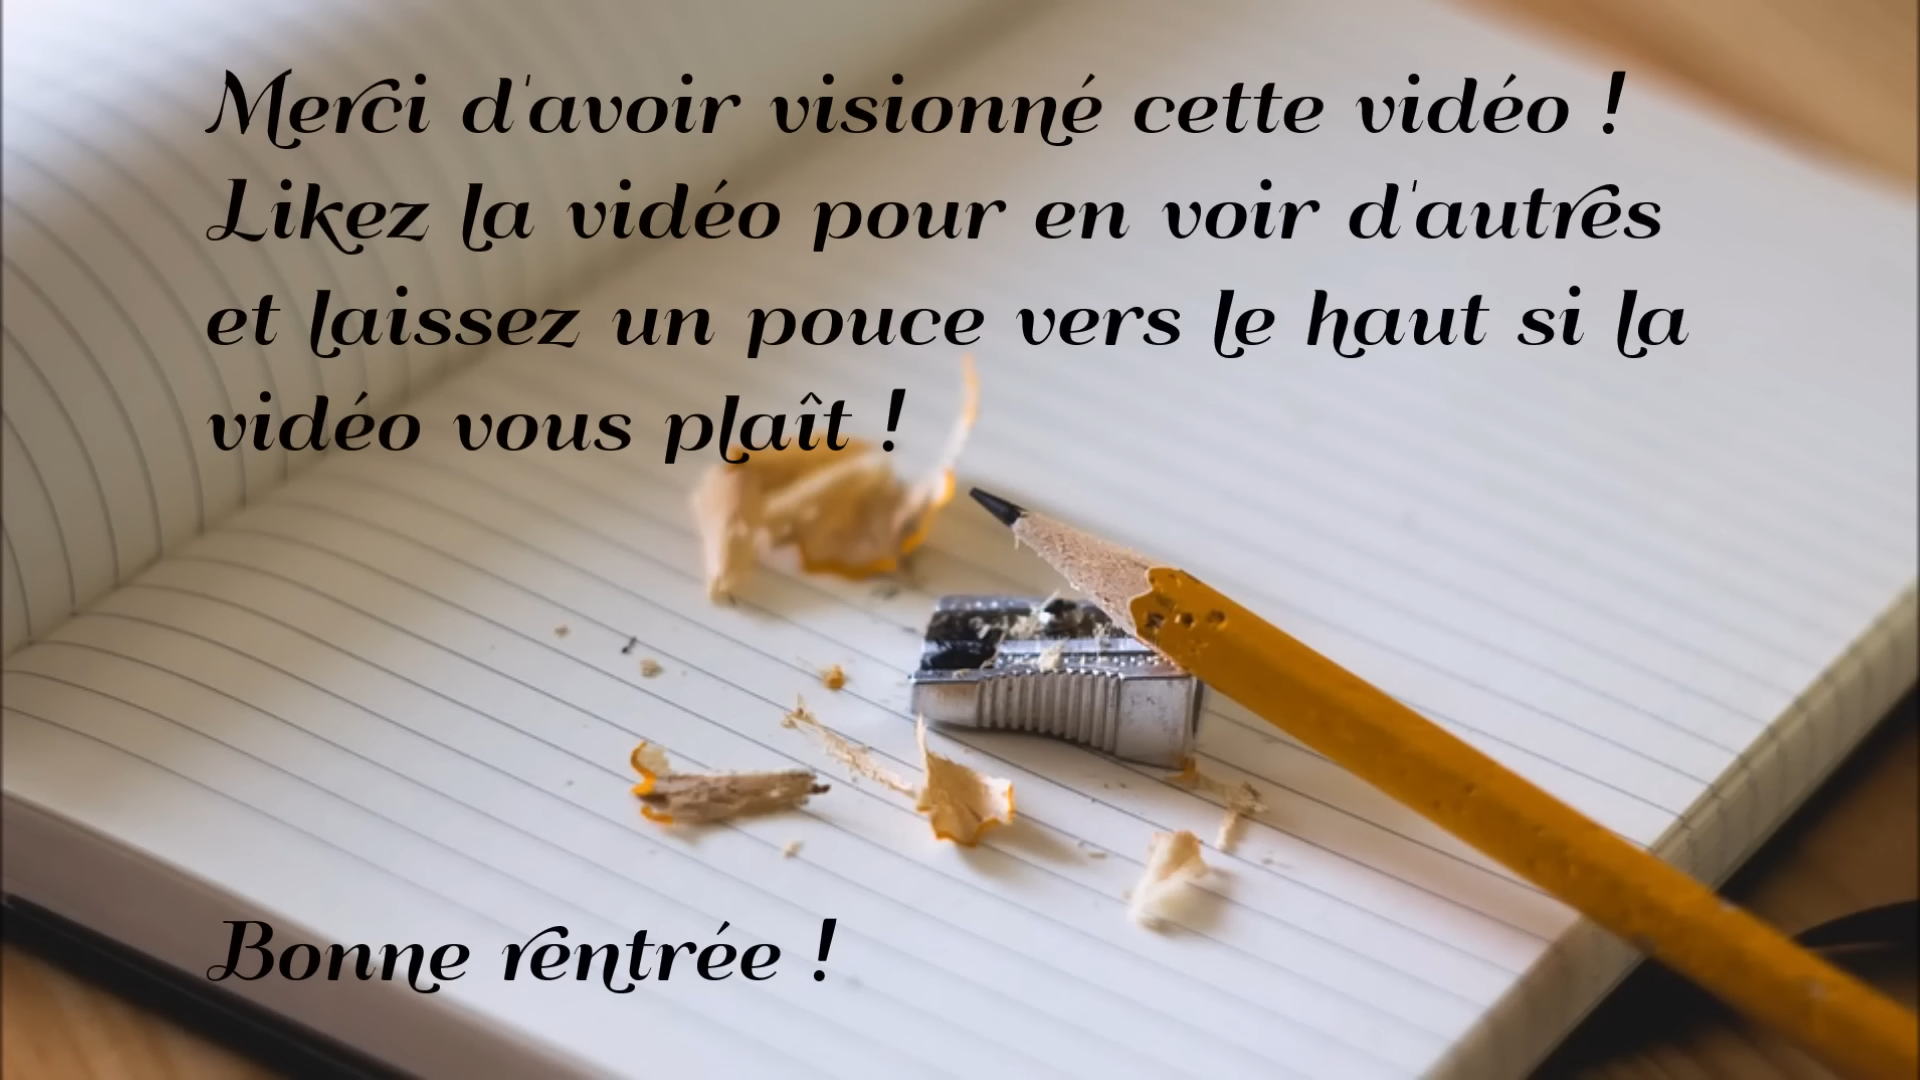 Merci d'avoir visionné cette vidéo !
Likez la vidéo pour en voir d'autres
et laissez un pouce vers le haut si la
vidéo vous plaît !
Bonne rentrée !